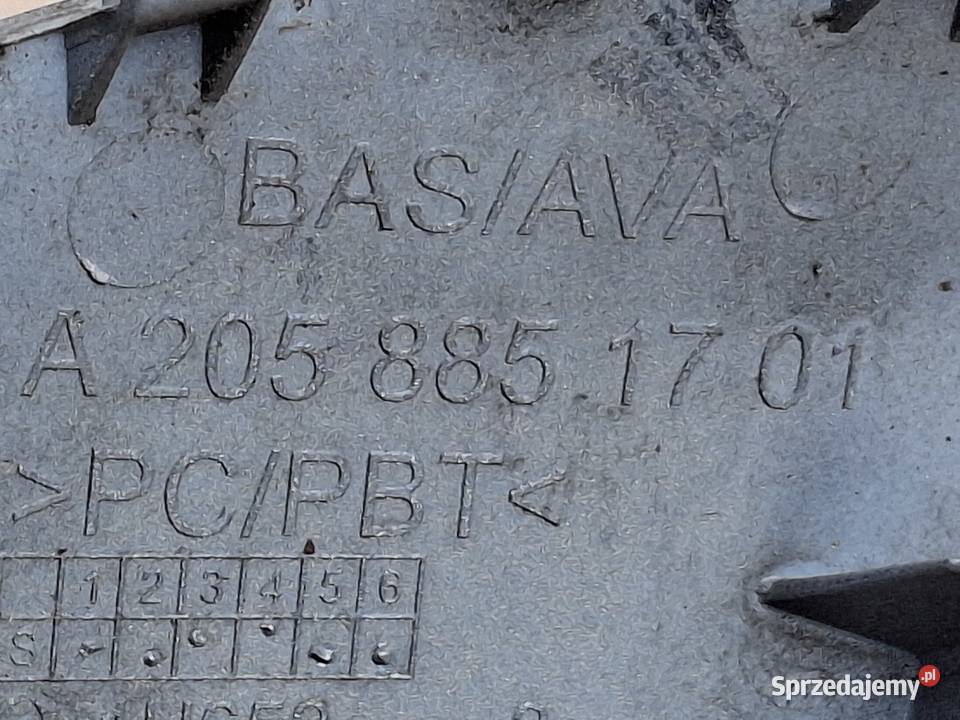 BAS/AVA
A 205 885 17 01
>PC/PBT<
1 2 3 4 5 6
S
Sprzedajemy.pl